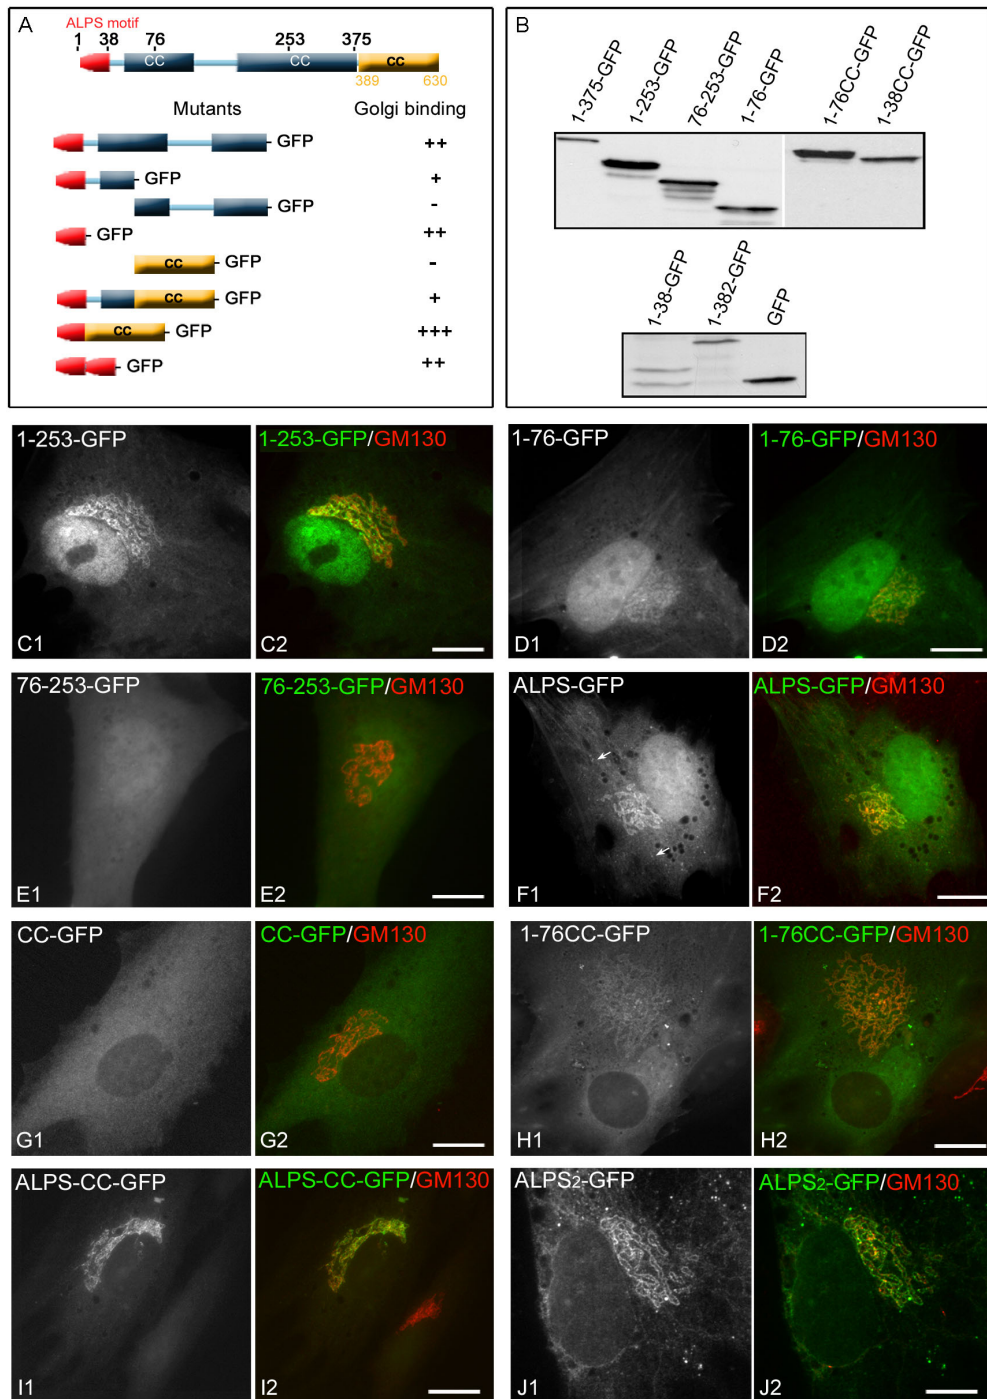 A
ALPS motif
1 38 76 253 375
CC CC CC
389 630
Mutants Golgi binding
GFP ++
GFP +
GFP -
GFP ++
CC GFP -
CC GFP +
CC GFP +++
GFP ++
B
1-375-GFP 1-253-GFP 76-253-GFP 1-76-GFP 1-76CC-GFP 1-38CC-GFP
1-38-GFP 1-382-GFP GFP
1-253-GFP 1-253-GFP/GM130 1-76-GFP 1-76-GFP/GM130
C1 C2 D1 D2
76-253-GFP 76-253-GFP/GM130 ALPS-GFP ALPS-GFP/GM130
E1 E2 F1 F2
CC-GFP CC-GFP/GM130 1-76CC-GFP 1-76CC-GFP/GM130
G1 G2 H1 H2
ALPS-CC-GFP ALPS-CC-GFP/GM130 ALPS2-GFP ALPS2-GFP/GM130
I1 I2 J1 J2